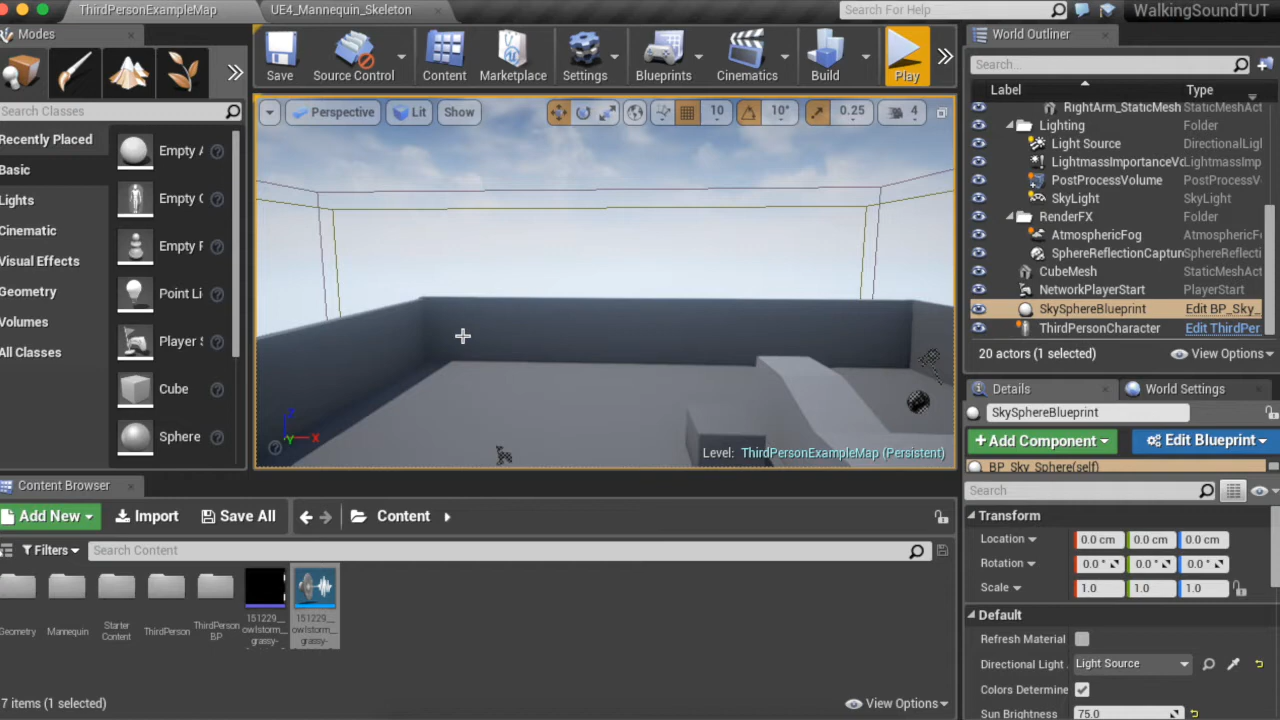 ThirdPersonExampleMap
UE4_Mannequin_Skeleton
Search For Help
WalkingSoundTUT
Modes
Save
Source Control
Content
Marketplace
Settings
Blueprints
Cinematics
Build
Play
World Outliner
Search...
Label
Type
Search Classes
Recently Placed
Basic
Lights
Cinematic
Visual Effects
Geometry
Volumes
All Classes
Empty A
Empty C
Empty P
Point Li
Player S
Cube
Sphere
Perspective
Lit
Show
10
10°
0.25
4
X
Y
Z
Level: ThirdPersonExampleMap (Persistent)
RightArm_StaticMesh StaticMeshAct
Lighting Folder
Light Source DirectionalLigh
LightmassImportanceVo LightmassImp
PostProcessVolume PostProcessV
SkyLight SkyLight
RenderFX Folder
AtmosphericFog AtmosphericF
SphereReflectionCapture SphereReflecti
CubeMesh StaticMeshAct
NetworkPlayerStart PlayerStart
SkySphereBlueprint Edit BP_Sky_
ThirdPersonCharacter Edit ThirdPer
20 actors (1 selected)
View Options
Details
World Settings
SkySphereBlueprint
+ Add Component
Edit Blueprint
BP_Sky_Sphere(self)
Search...
Transform
Location 0.0 cm 0.0 cm 0.0 cm
Rotation 0.0 ° 0.0 ° 0.0 °
Scale 1.0 1.0 1.0
Default
Refresh Material
Directional Light Light Source
Colors Determine
Sun Brightness 75.0
Content Browser
Add New
Import
Save All
Content
Filters
Search Content
Geometry
Mannequin
Starter
Content
ThirdPerson
ThirdPerson
BP
151229__
owlstorm__
grassy-
151229__
owlstorm__
grassy-
7 items (1 selected)
View Options